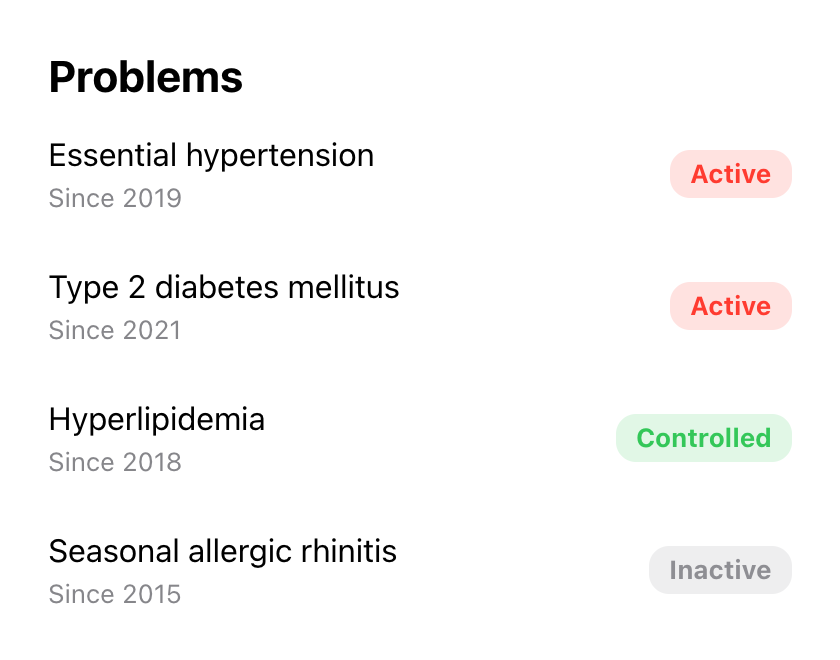 Problems
Essential hypertension
Active
Since 2019
Type 2 diabetes mellitus
Active
Since 2021
Hyperlipidemia
Controlled
Since 2018
Seasonal allergic rhinitis
Inactive
Since 2015